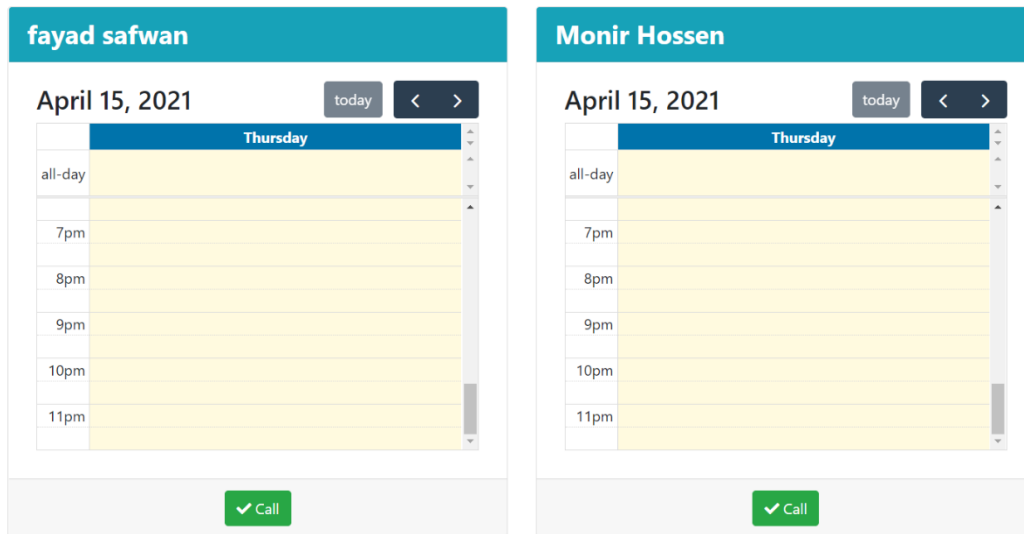 fayad safwan
April 15, 2021
today
Thursday
all-day
7pm
8pm
9pm
10pm
11pm
Call
Monir Hossen
April 15, 2021
today
Thursday
all-day
7pm
8pm
9pm
10pm
11pm
Call